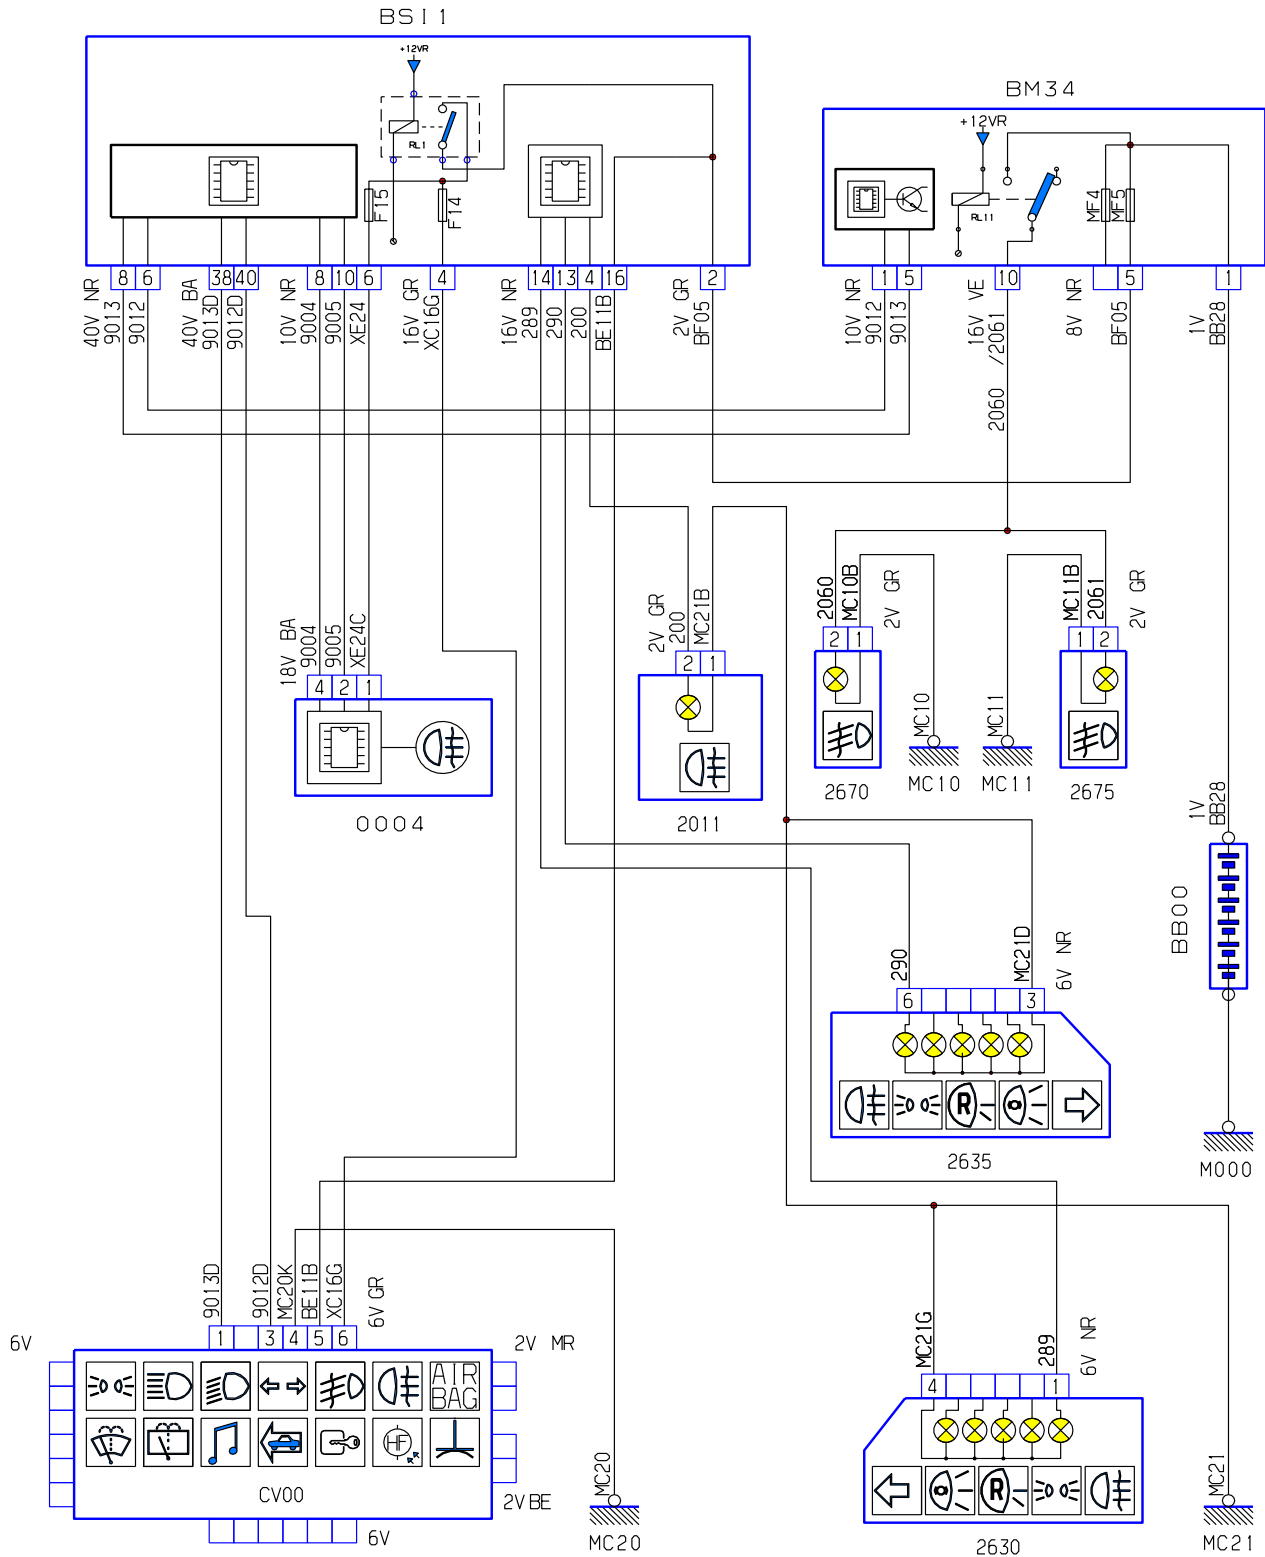 BSI1
+12VR
RL1
F15
F14
8
6
38
40
8
10
6
4
14
13
4
16
2
40V NR
9013
9012
40V BA
9013D
9012D
10V NR
9004
9005
XE24
16V GR
XC16G
16V NR
289
290
200
BE11B
2V GR
BF05
BM34
+12VR
RL11
MF4
MF5
1
5
10
5
1
10V NR
9012
9013
16V VE
2060 /2061
8V NR
BF05
1V
BB28
18V BA
9004
9005
XE24C
4
2
1
0004
2V GR
200
MC21B
2
1
2011
2060
MC10B
2V GR
2
1
2670
MC10
MC10
MC11
MC11
MC11B
2061
2V GR
1
2
2675
1V
BB28
BB00
M000
290
MC21D
6V NR
6
3
R
2635
9013D
9012D
MC20K
BE11B
XC16G
6V GR
6V
1
3
4
5
6
2V MR
AIR
BAG
HF
CV00
2V BE
6V
MC20
MC20
MC21G
289
6V NR
4
1
R
2630
MC21
MC21